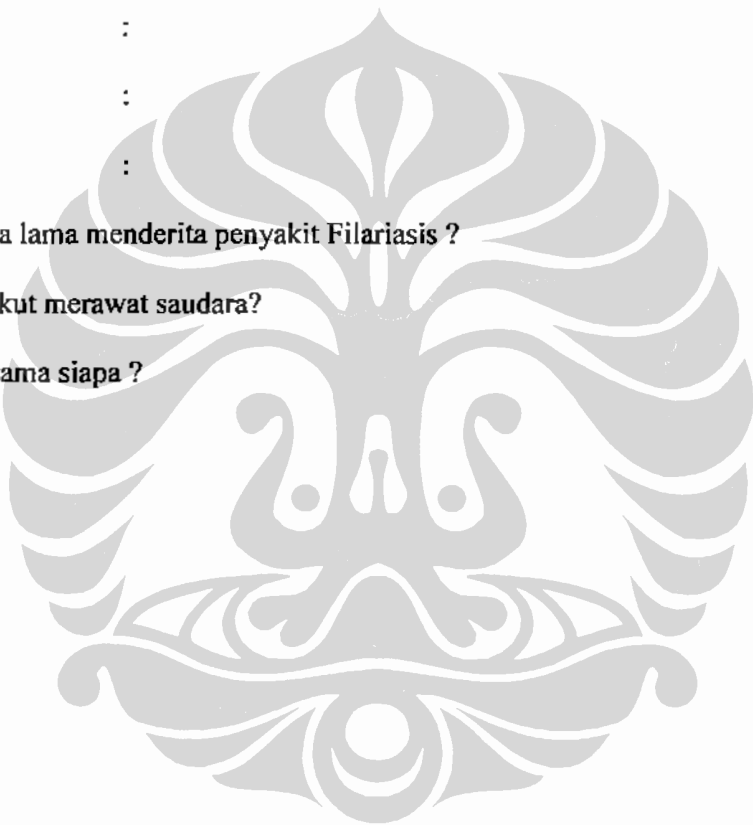 :
:
:
a lama menderita penyakit Filariasis ?
kut merawat saudara?
ama siapa ?